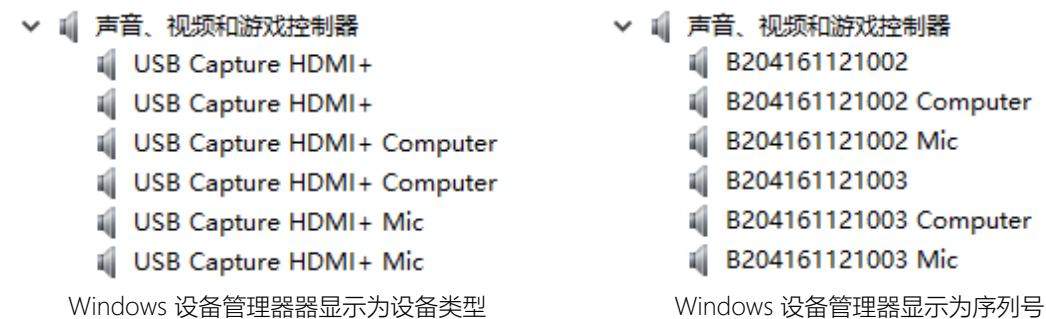 声音、视频和游戏控制器
USB Capture HDMI+
USB Capture HDMI+
USB Capture HDMI+ Computer
USB Capture HDMI+ Computer
USB Capture HDMI+ Mic
USB Capture HDMI+ Mic
Windows 设备管理器器显示为设备类型
声音、视频和游戏控制器
B204161121002
B204161121002 Computer
B204161121002 Mic
B204161121003
B204161121003 Computer
B204161121003 Mic
Windows 设备管理器显示为序列号